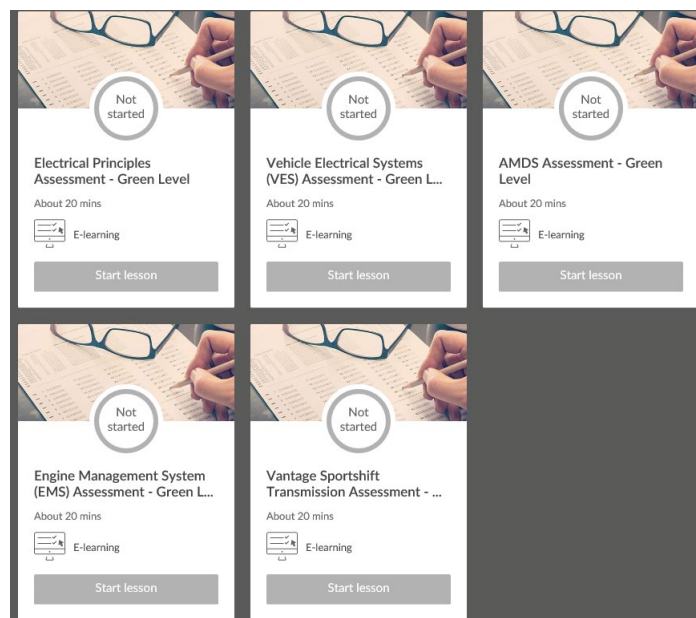 Not
started
Electrical Principles
Assessment - Green Level
About 20 mins
E-learning
Start lesson
Not
started
Vehicle Electrical Systems
(VES) Assessment - Green L...
About 20 mins
E-learning
Start lesson
Not
started
AMDS Assessment - Green
Level
About 20 mins
E-learning
Start lesson
Not
started
Engine Management System
(EMS) Assessment - Green L...
About 20 mins
E-learning
Start lesson
Not
started
Vantage Sportshift
Transmission Assessment - ...
About 20 mins
E-learning
Start lesson